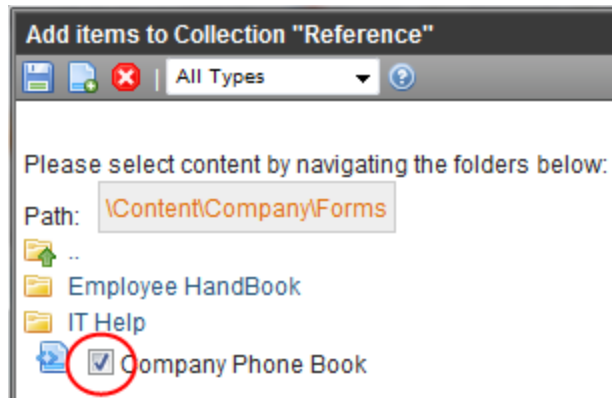 Add items to Collection "Reference"
| All Types ?
Please select content by navigating the folders below:
Path: \Content\Company\Forms
..
Employee HandBook
IT Help
Company Phone Book